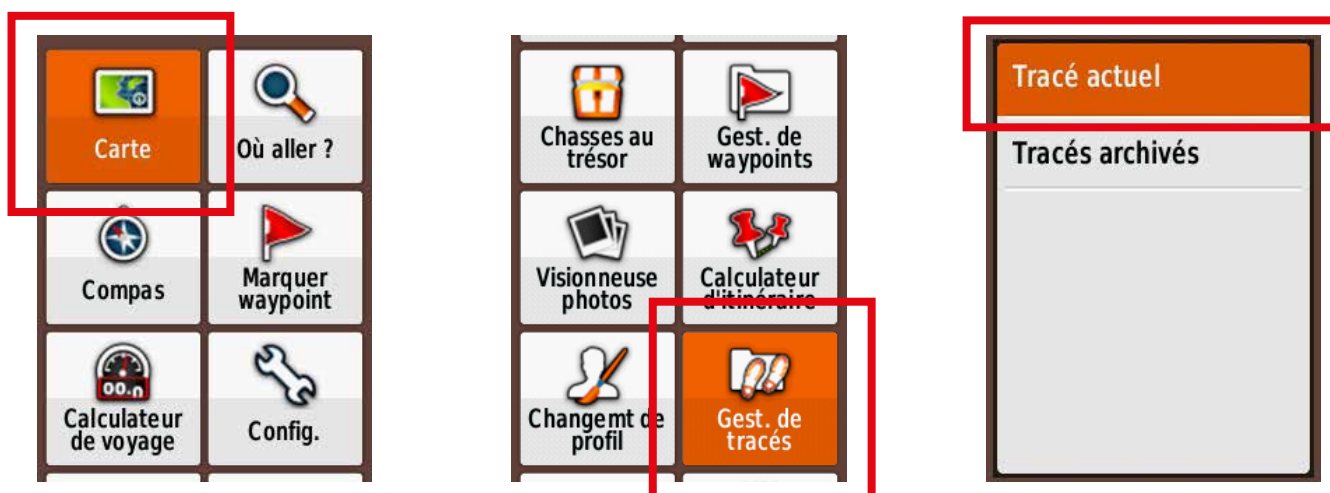 Carte
Où aller ?
Compas
Marquer
waypoint
00.n
Calculateur
de voyage
Config.
Chasses au
trésor
Gest. de
waypoints
Visionneuse
photos
Calculateur
d'itinéraire
Changemt de
profil
Gest. de
tracés
Tracé actuel
Tracés archivés